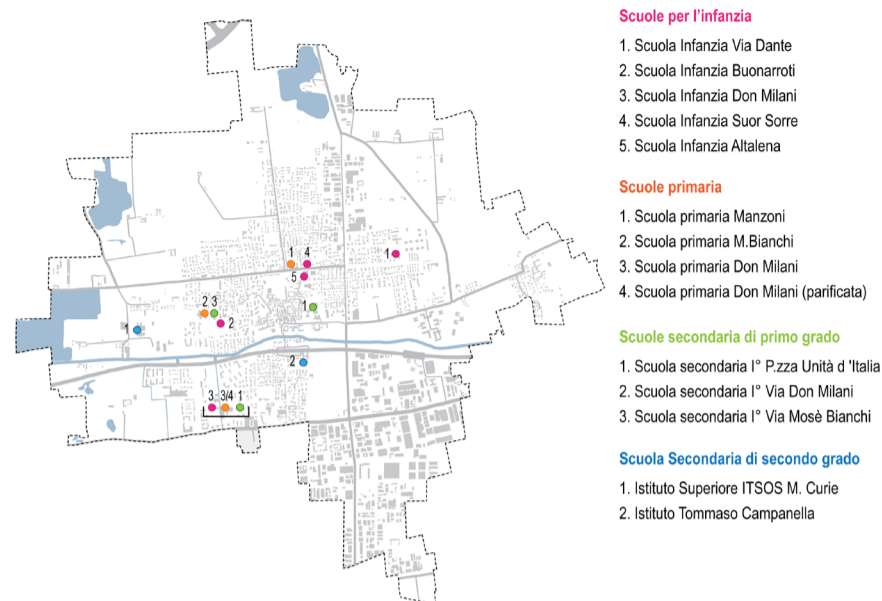 1 4
1
5
2 3
1
2
1
2
3 3/4 1
Scuole per l'infanzia
1. Scuola Infanzia Via Dante
2. Scuola Infanzia Buonarroti
3. Scuola Infanzia Don Milani
4. Scuola Infanzia Suor Sorre
5. Scuola Infanzia Altalena
Scuole primaria
1. Scuola primaria Manzoni
2. Scuola primaria M.Bianchi
3. Scuola primaria Don Milani
4. Scuola primaria Don Milani (parificata)
Scuole secondaria di primo grado
1. Scuola secondaria I° P.zza Unità d 'Italia
2. Scuola secondaria I° Via Don Milani
3. Scuola secondaria I° Via Mosè Bianchi
Scuola Secondaria di secondo grado
1. Istituto Superiore ITSOS M. Curie
2. Istituto Tommaso Campanella